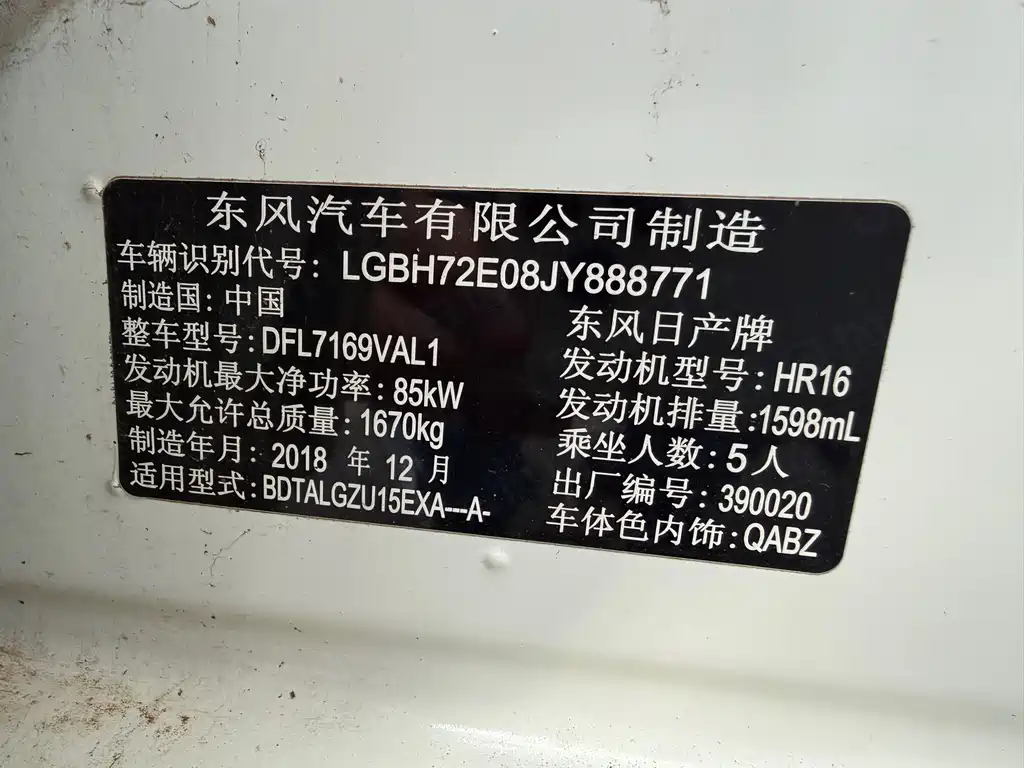 东风汽车有限公司制造
车辆识别代号: LGBH72E08JY888771
制造国: 中国
东风日产牌
整车型号: DFL7169VAL1
发动机型号: HR16
发动机最大净功率: 85kW
发动机排量: 1598mL
最大允许总质量: 1670kg
乘坐人数: 5人
制造年月: 2018 年 12 月
出厂编号: 390020
适用型式: BDTALGZU15EXA---A-
车体色内饰: QABZ